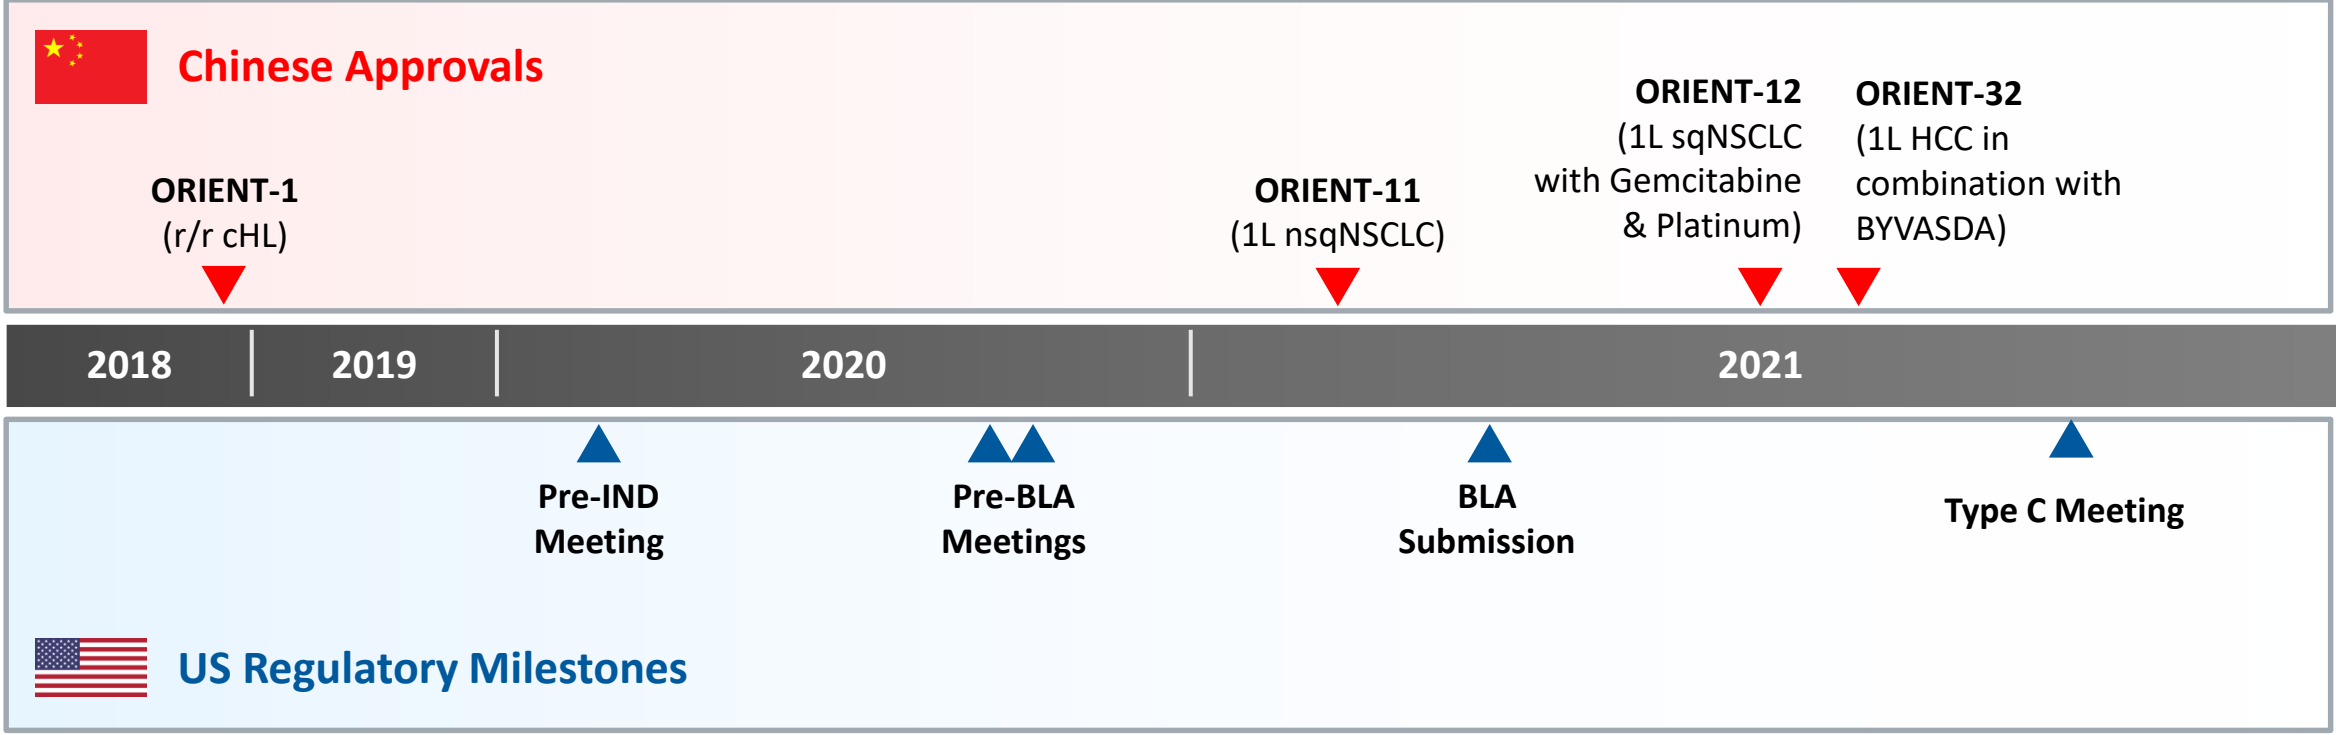 Chinese Approvals
ORIENT-1
(r/r cHL)
ORIENT-11
(1L nsqNSCLC)
ORIENT-12
(1L sqNSCLC
with Gemcitabine
& Platinum)
ORIENT-32
(1L HCC in
combination with
BYVASDA)
2018
2019
2020
2021
Pre-IND
Meeting
Pre-BLA
Meetings
BLA
Submission
Type C Meeting
US Regulatory Milestones